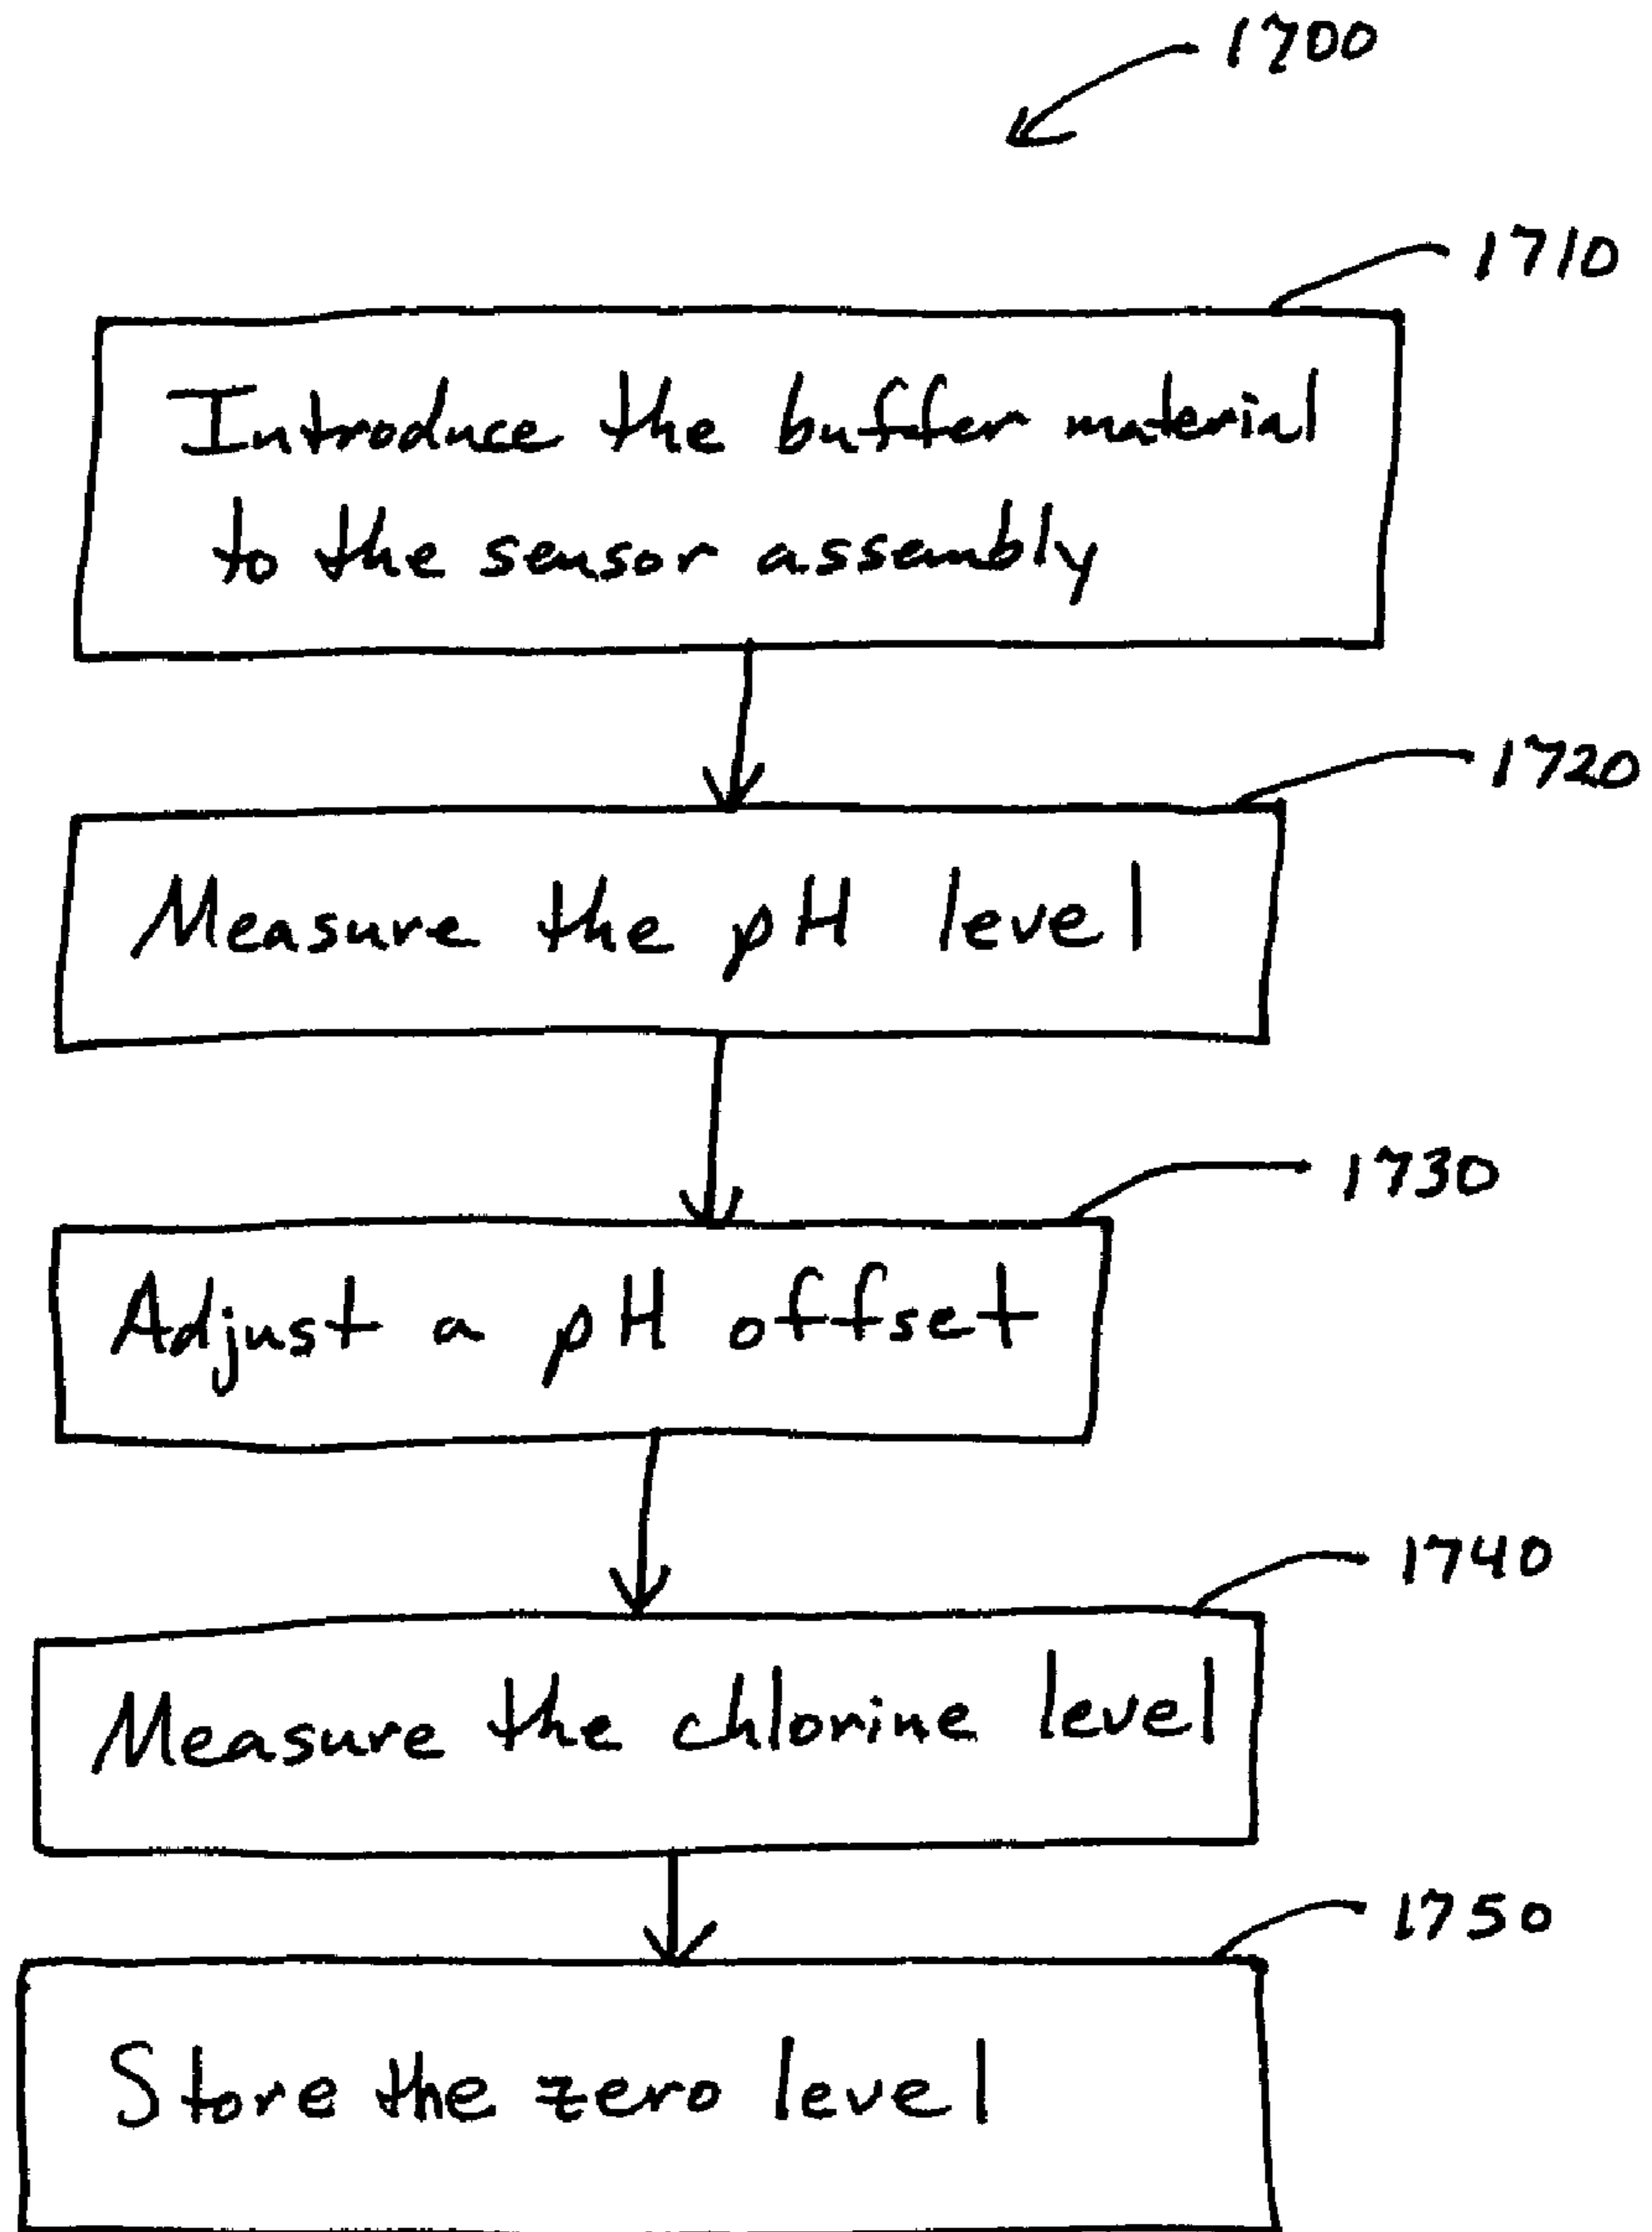 1700
1710
Introduce the buffer material
to the sensor assembly
1720
Measure the pH level
1730
Adjust a pH offset
1740
Measure the chlorine level
1750
Store the zero level